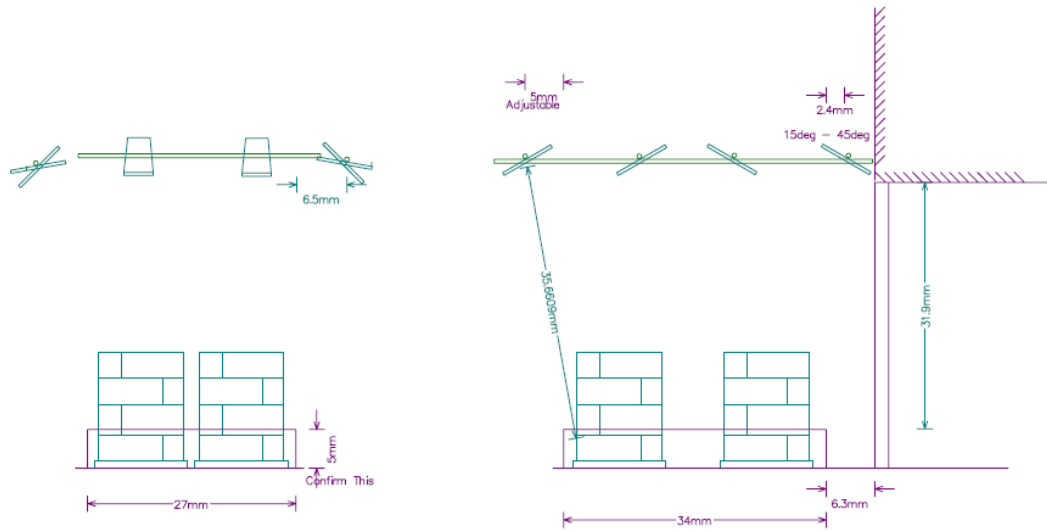 5mm
Adjustable
2.4mm
15deg - 45deg
6.5mm
35.6609mm
31.9mm
5mm
Confirm This
27mm
6.3mm
34mm